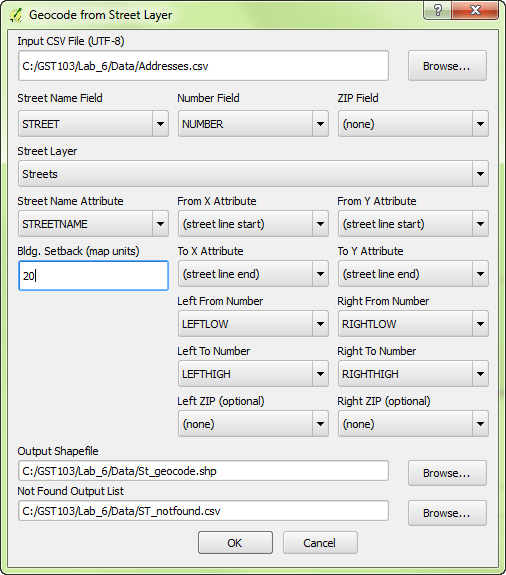 Geocode from Street Layer
?
Input CSV File (UTF-8)
C:/GST103/Lab_6/Data/Addresses.csv
Browse...
Street Name Field Number Field ZIP Field
STREET NUMBER (none)
Street Layer
Streets
Street Name Attribute From X Attribute From Y Attribute
STREETNAME (street line start) (street line start)
Bldg. Setback (map units) To X Attribute To Y Attribute
20 (street line end) (street line end)
Left From Number Right From Number
LEFTLOW RIGHTLOW
Left To Number Right To Number
LEFTHIGH RIGHTHIGH
Left ZIP (optional) Right ZIP (optional)
(none) (none)
Output Shapefile
C:/GST103/Lab_6/Data/St_geocode.shp
Browse...
Not Found Output List
C:/GST103/Lab_6/Data/ST_notfound.csv
Browse...
OK Cancel